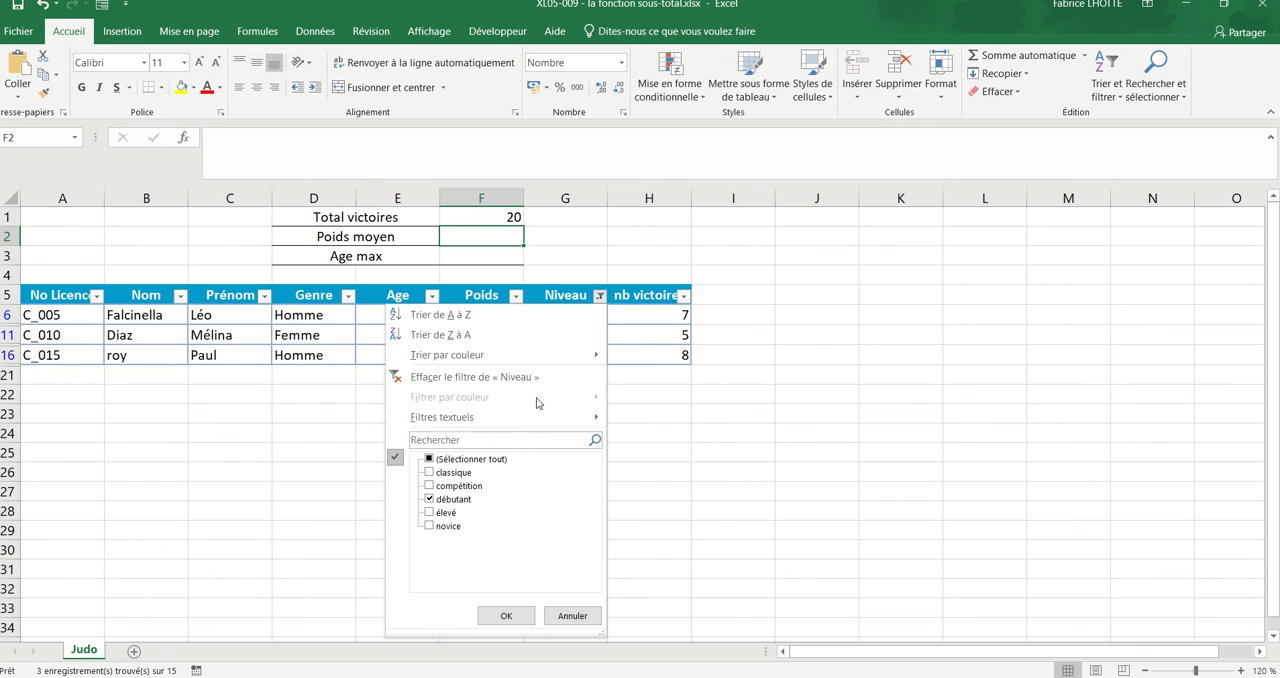 XL05-009 - la fonction sous-total.xlsx - Excel
Fabrice LHOTTE
Fichier Accueil Insertion Mise en page Formules Données Révision Affichage Développeur Aide Dites-nous ce que vous voulez faire Partager
Calibri 11 Renvoyer à la ligne automatiquement Nombre Somme automatique
Coller G I S Fusionner et centrer % 000 Mise en forme conditionnelle Mettre sous forme de tableau Styles de cellules Insérer Supprimer Format Recopier Effacer Trier et filtrer Rechercher et sélectionner
resse-papiers Police Alignement Nombre Styles Cellules Édition
F2 fx
A B C D E F G H I J K L M N O
1 Total victoires 20
2 Poids moyen
3 Age max
4
5 No Licence Nom Prénom Genre Age Poids Niveau nb victoire
6 C_005 Falcinella Léo Homme 7
11 C_010 Diaz Mélina Femme 5
16 C_015 roy Paul Homme 8
21
22
23
24
25
26
27
28
29
30
31
32
33
34
Trier de A à Z
Trier de Z à A
Trier par couleur
Effacer le filtre de « Niveau »
Filtrer par couleur
Filtres textuels
Rechercher
(Sélectionner tout)
classique
compétition
débutant
élevé
novice
OK Annuler
Judo
Prêt 3 enregistrement(s) trouvé(s) sur 15 120 %